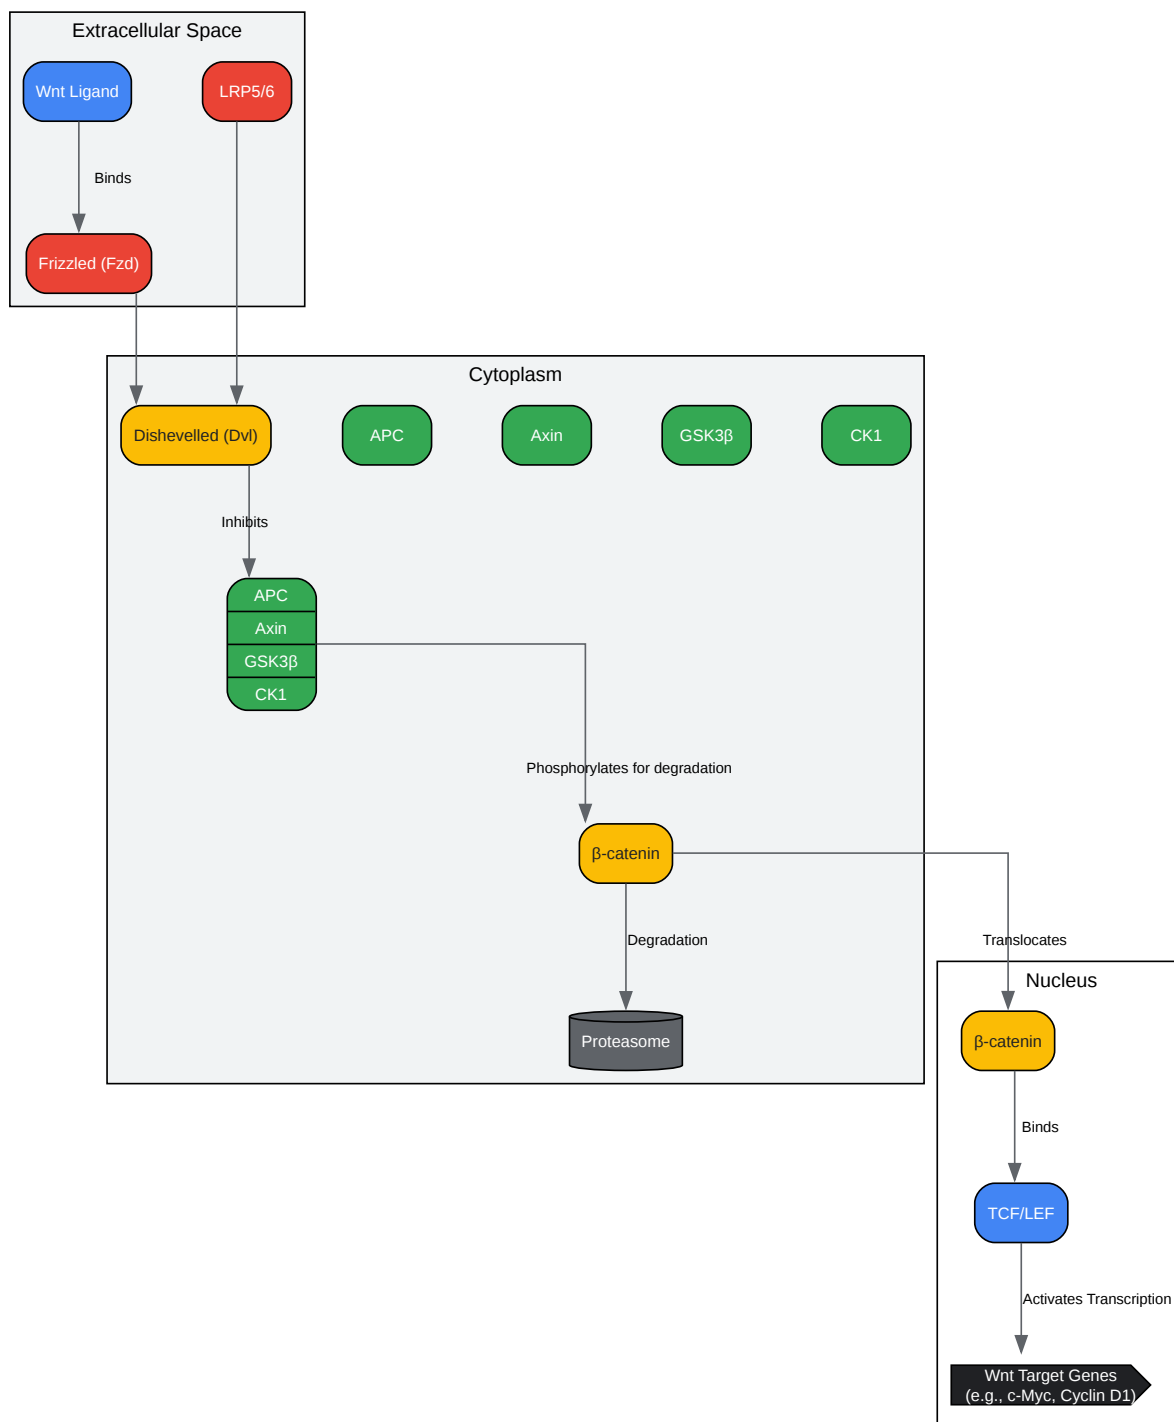 Extracellular Space
Wnt Ligand
LRP5/6
Binds
Frizzled (Fzd)
Cytoplasm
Dishevelled (Dvl)
APC
Axin
GSK3β
CK1
Inhibits
APC
Axin
GSK3β
CK1
Phosphorylates for degradation
β-catenin
Degradation
Translocates
Nucleus
Proteasome
β-catenin
Binds
TCF/LEF
Activates Transcription
Wnt Target Genes
(e.g., c-Myc, Cyclin D1)